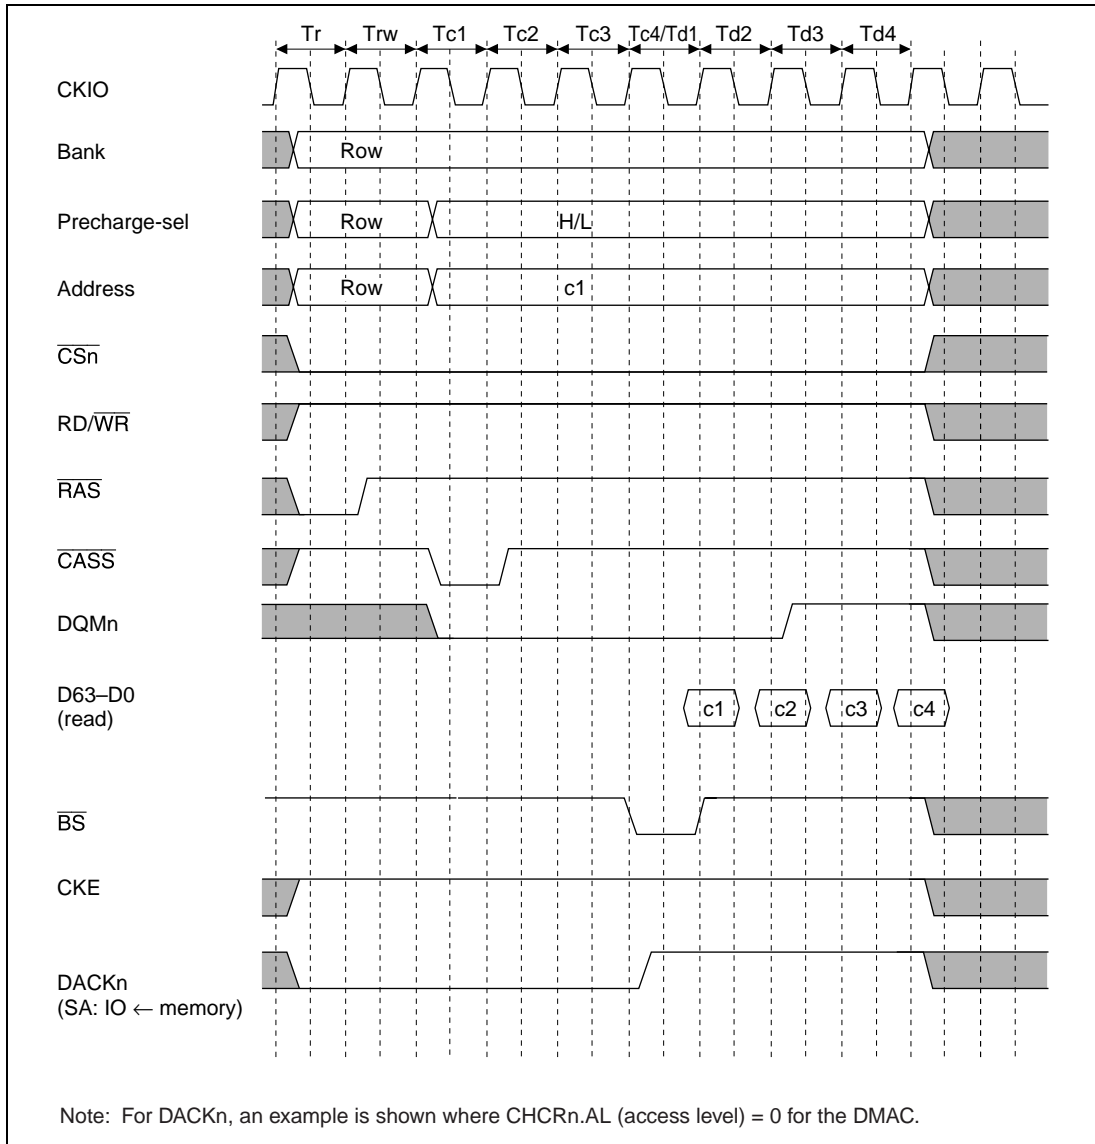 Tr Trw Tc1 Tc2 Tc3 Tc4/Td1 Td2 Td3 Td4
CKIO
Bank Row
Precharge-sel Row H/L
Address Row c1
CSn
RD/WR
RAS
CASS
DQMn
D63–D0
(read) c1 c2 c3 c4
BS
CKE
DACKn
(SA: IO ← memory)
Note: For DACKn, an example is shown where CHCRn.AL (access level) = 0 for the DMAC.